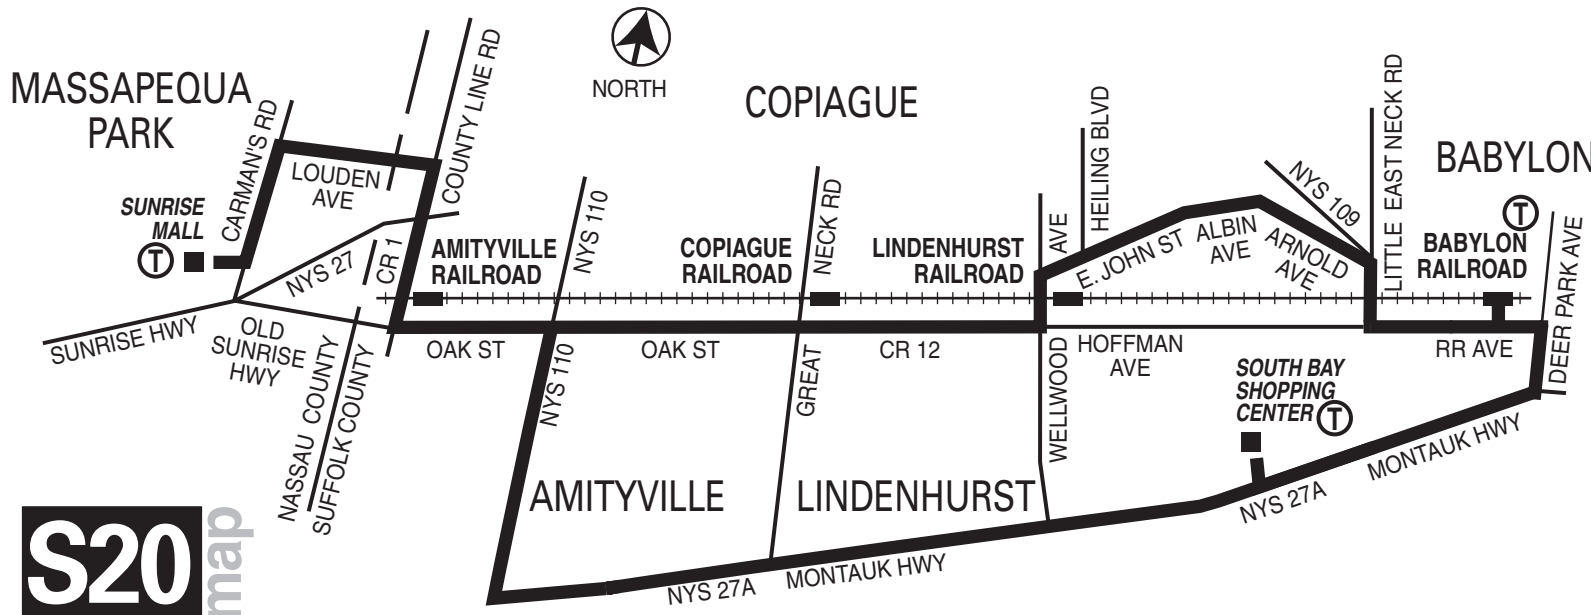 MASSAPEQUA
PARK
NORTH
COPIAGUE
BABYLON
CARMAN'S RD
LOUDEN
AVE
COUNTY LINE RD
SUNRISE
MALL
T
NYS 27
CR 1
SUNRISE HWY
OLD
SUNRISE
HWY
NASSAU COUNTY
SUFFOLK COUNTY
AMITYVILLE
RAILROAD
NYS 110
COPIAGUE
RAILROAD
NECK RD
LINDENHURST
RAILROAD
AVE
HEILING BLVD
E. JOHN ST
ALBIN
AVE
ARNOLD
AVE
NYS 109
LITTLE EAST NECK RD
T
BABYLON
RAILROAD
DEER PARK AVE
OAK ST
NYS 110
OAK ST
GREAT
CR 12
WELLWOOD
HOFFMAN
AVE
RR AVE
SOUTH BAY
SHOPPING
CENTER T
AMITYVILLE
LINDENHURST
NYS 27A
MONTAUK HWY
NYS 27A
MONTAUK HWY
S20
map